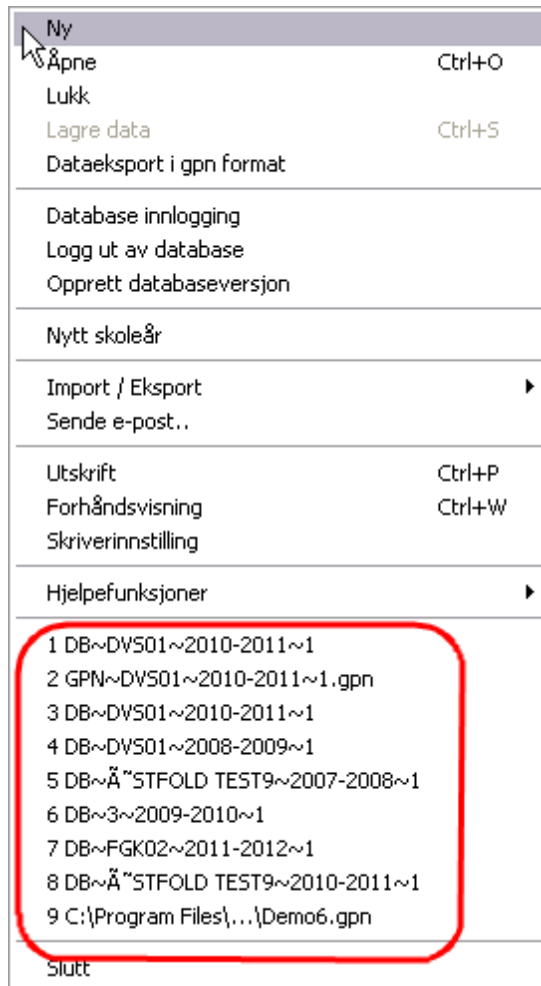 Ny
Åpne Ctrl+O
Lukk
Lagre data Ctrl+S
Dataeksport i gpn format
Database innlogging
Logg ut av database
Opprett databaseversjon
Nytt skoleår
Import / Eksport
Sende e-post..
Utskrift Ctrl+P
Forhåndsvisning Ctrl+W
Skriverinnstilling
Hjelpefunksjoner
1 DB~DVS01~2010-2011~1
2 GPN~DVS01~2010-2011~1.gpn
3 DB~DVS01~2010-2011~1
4 DB~DVS01~2008-2009~1
5 DB~Ã˜STFOLD TEST9~2007-2008~1
6 DB~3~2009-2010~1
7 DB~FGK02~2011-2012~1
8 DB~Ã˜STFOLD TEST9~2010-2011~1
9 C:\Program Files\...\Demo6.gpn
Slutt